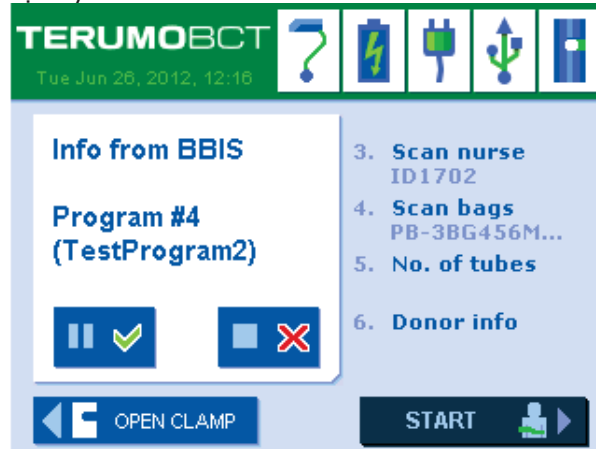 TERUMOBCT
Tue Jun 26, 2012, 12:16
Info from BBIS
Program #4
(TestProgram2)
3. Scan nurse
ID1702
4. Scan bags
PB-3BG456M...
5. No. of tubes
6. Donor info
OPEN CLAMP
START